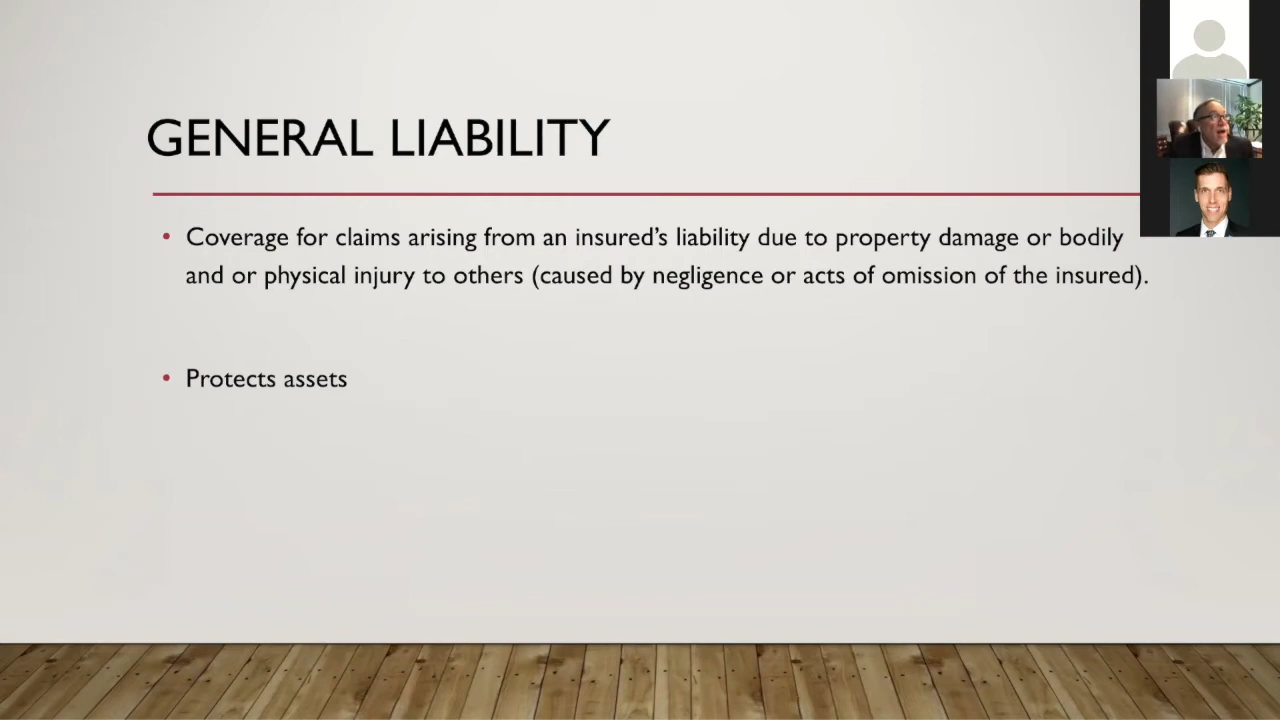 GENERAL LIABILITY
• Coverage for claims arising from an insured’s liability due to property damage or bodily
and or physical injury to others (caused by negligence or acts of omission of the insured).
• Protects assets